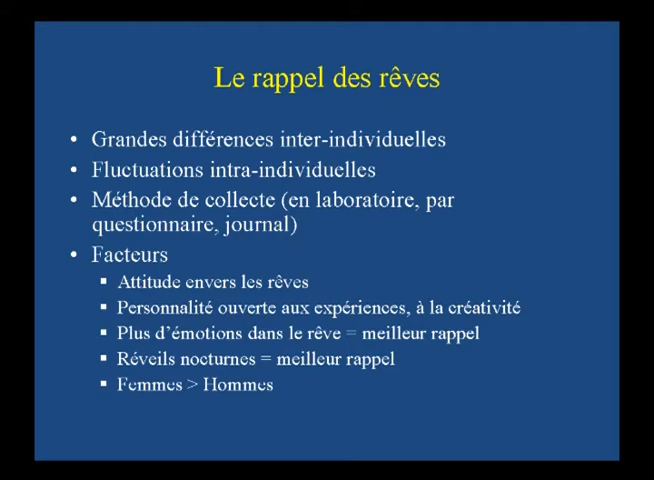 Le rappel des rêves
• Grandes différences inter-individuelles
• Fluctuations intra-individuelles
• Méthode de collecte (en laboratoire, par
questionnaire, journal)
• Facteurs
▪ Attitude envers les rêves
▪ Personnalité ouverte aux expériences, à la créativité
▪ Plus d'émotions dans le rêve = meilleur rappel
▪ Réveils nocturnes = meilleur rappel
▪ Femmes > Hommes